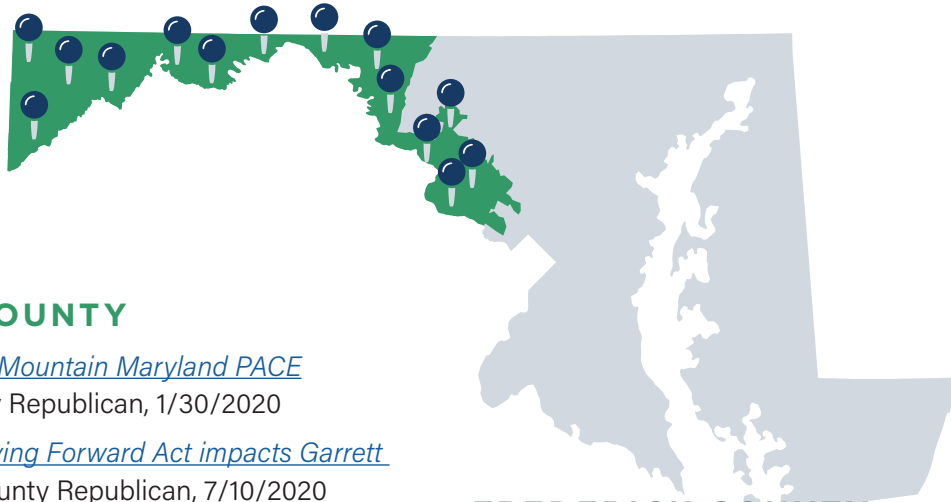 OUNTY
Mountain Maryland PACE
Republican, 1/30/2020
ving Forward Act impacts Garrett
unty Republican, 7/10/2020